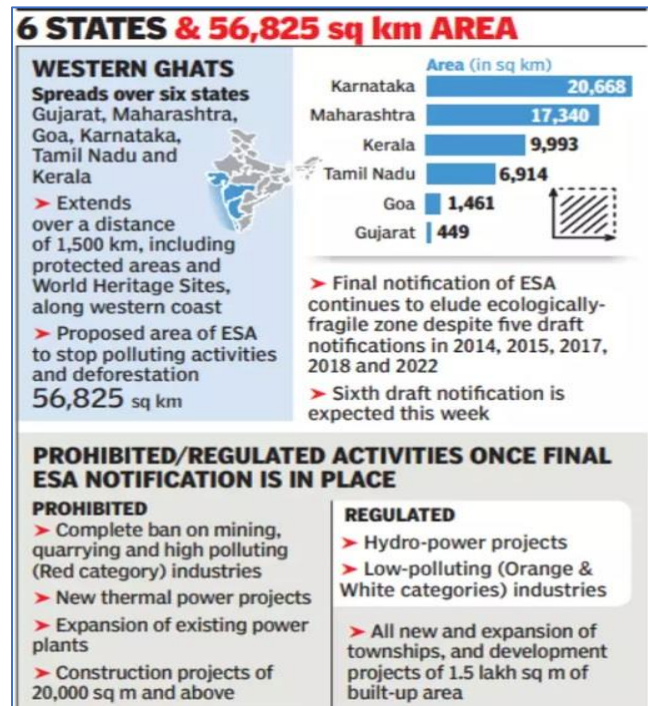 6 STATES & 56,825 sq km AREA
WESTERN GHATS
Spreads over six states
Gujarat, Maharashtra,
Goa, Karnataka,
Tamil Nadu and
Kerala
➤ Extends
over a distance
of 1,500 km, including
protected areas and
World Heritage Sites,
along western coast
➤ Proposed area of ESA
to stop polluting activities
and deforestation
56,825 sq km
Area (in sq km)
Karnataka 20,668
Maharashtra 17,340
Kerala 9,993
Tamil Nadu 6,914
Goa 1,461
Gujarat 449
➤ Final notification of ESA
continues to elude ecologically-
fragile zone despite five draft
notifications in 2014, 2015, 2017,
2018 and 2022
➤ Sixth draft notification is
expected this week
PROHIBITED/REGULATED ACTIVITIES ONCE FINAL
ESA NOTIFICATION IS IN PLACE
PROHIBITED
➤ Complete ban on mining,
quarrying and high polluting
(Red category) industries
➤ New thermal power projects
➤ Expansion of existing power
plants
➤ Construction projects of
20,000 sq m and above
REGULATED
➤ Hydro-power projects
➤ Low-polluting (Orange &
White categories) industries
➤ All new and expansion of
townships, and development
projects of 1.5 lakh sq m of
built-up area